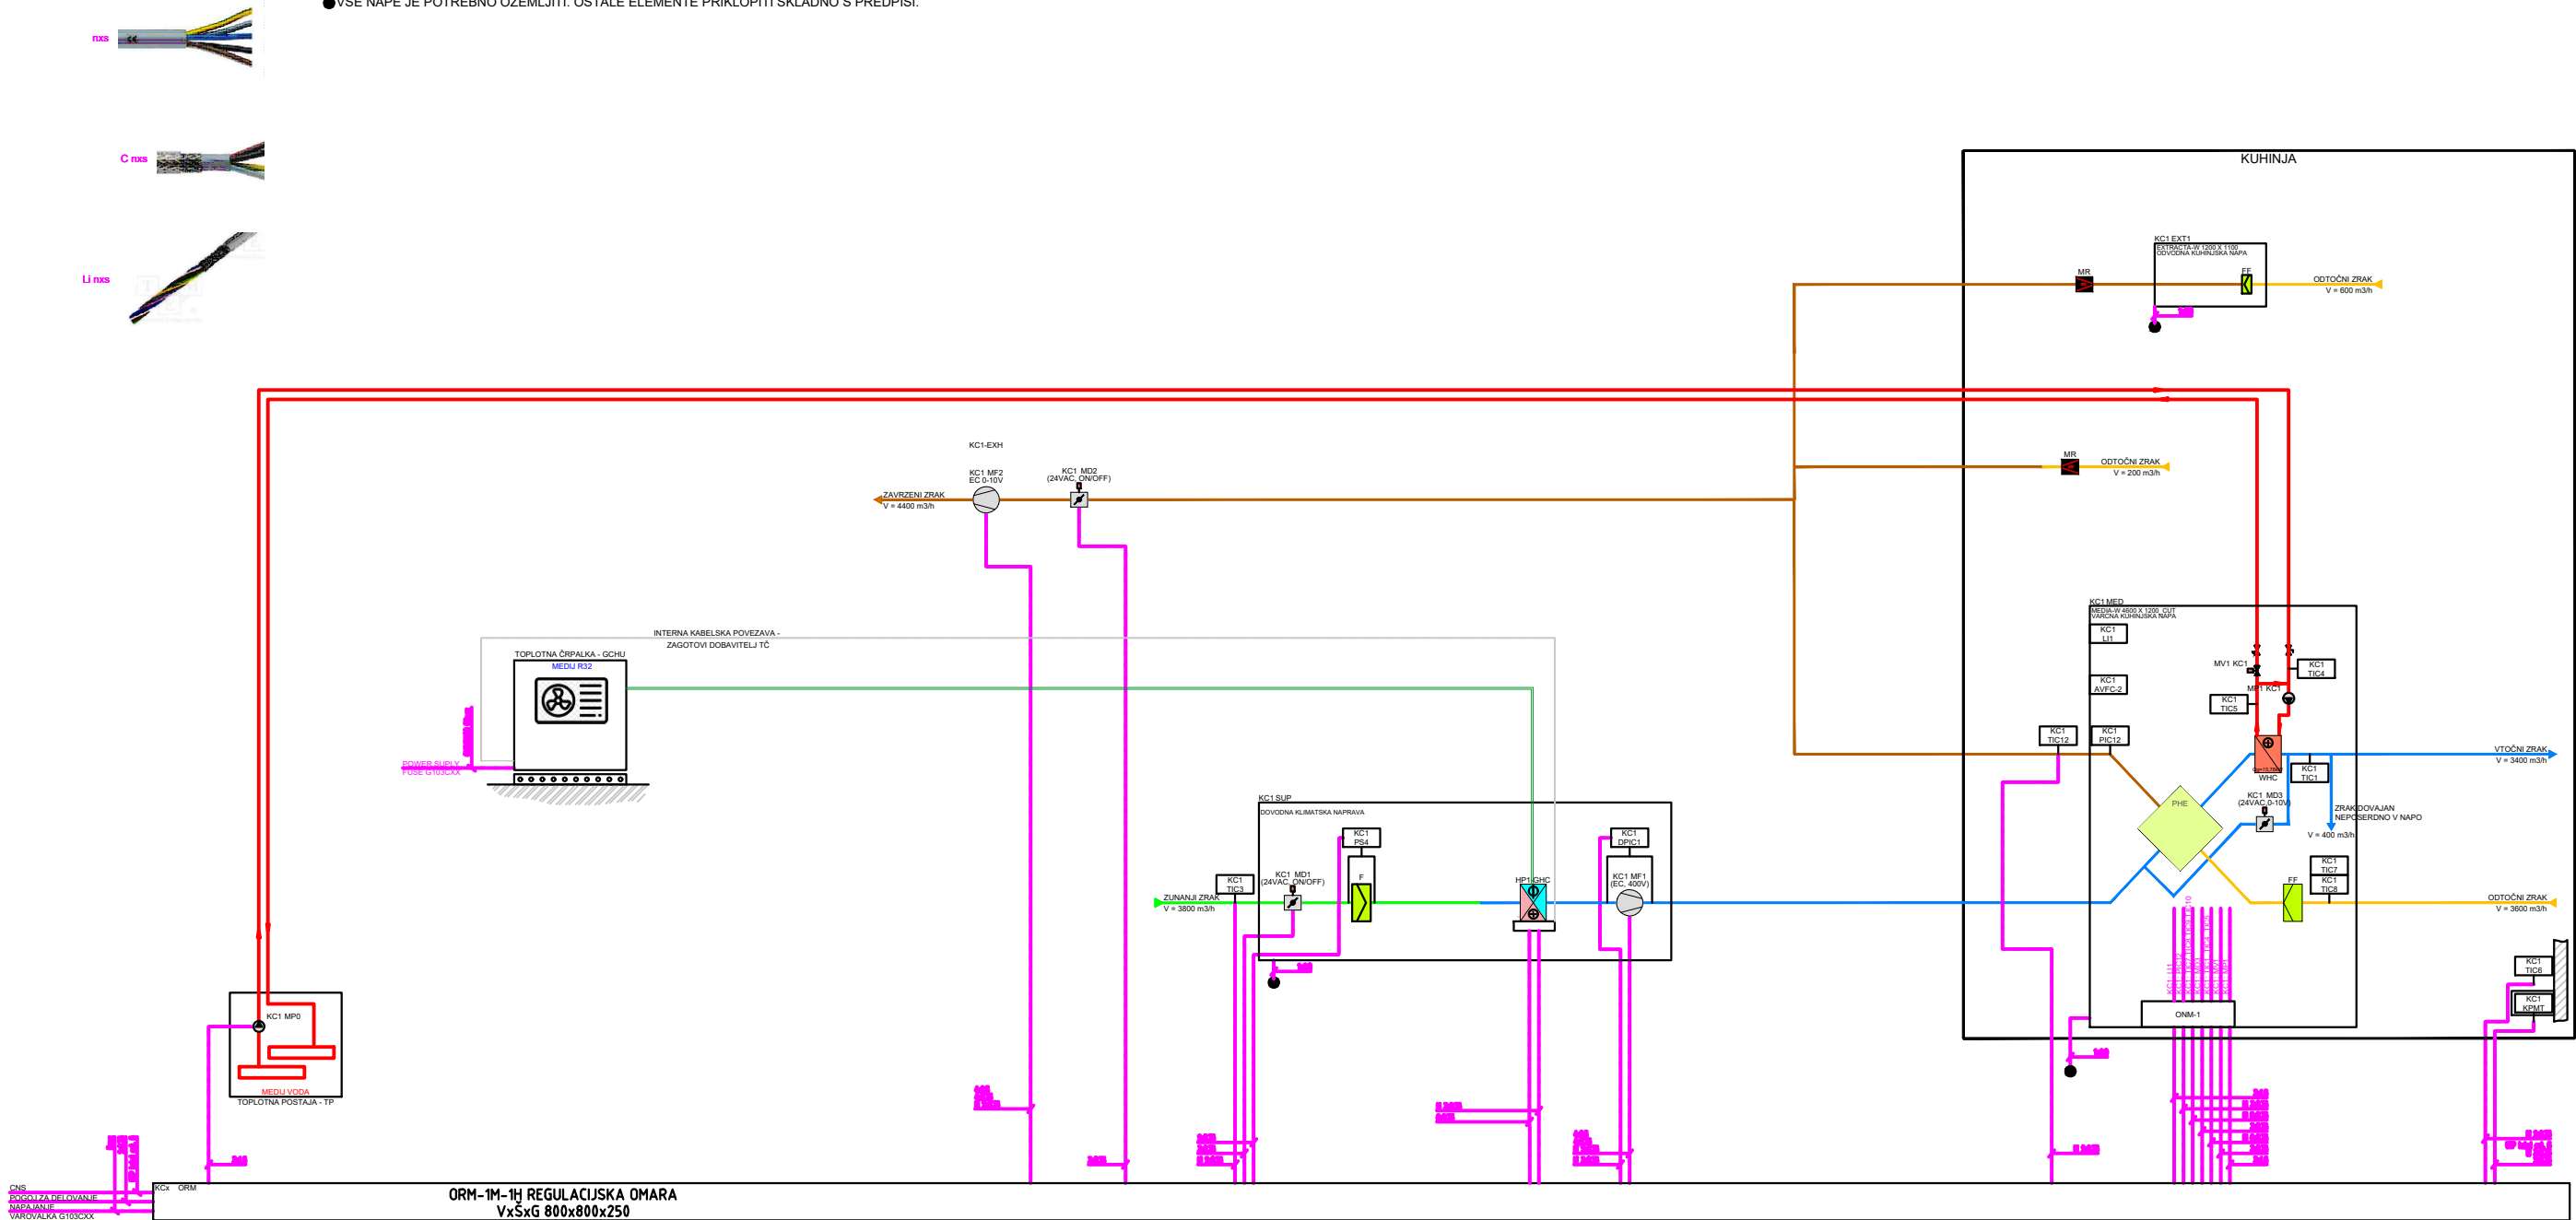 ●VSE NAPE JE POTREBNO OZEMLJITI. OSTALE ELEMENTE PRIKLOPITI SKLADNO S PREDPISI.
nxs
C nxs
Li nxs
KUHINJA
KC1 EXT1
EXTRACTA-W 1200 X 1100
ODVODNA KUHINJSKA NAPA
FF
MR
ODTOČNI ZRAK
V = 600 m3/h
KC1-EXH
KC1 MF2
EC 0-10V
KC1 MD2
(24VAC, ON/OFF)
ZAVRŽENI ZRAK
V = 4400 m3/h
MR
ODTOČNI ZRAK
V = 200 m3/h
INTERNA KABELSKA POVEZAVA -
ZAGOTOVI DOBAVITELJ TČ
TOPLOTNA ČRPALKA - GCHU
MEDIJ R32
POWER SUPLY
FUSE G103CXX
KC1 MED
MEDIA-W 4600 X 1200_CUT
VARČNA KUHINJSKA NAPA
KC1
LI1
KC1
AVFC-2
MV1 KC1
KC1
TIC4
MP1 KC1
KC1
TIC5
KC1
TIC12
KC1
PIC12
WHC
KC1
TIC1
VTOČNI ZRAK
V = 3400 m3/h
PHE
KC1 MD3
(24VAC 0-10V)
ZRAK DOVAJAN
NEPOSERDNO V NAPO
V = 400 m3/h
KC1
TIC7
KC1
TIC8
FF
ODTOČNI ZRAK
V = 3600 m3/h
KC1 SUP
DOVODNA KLIMATSKA NAPRAVA
KC1
PS4
F
KC1
DPIC1
KC1
TIC3
KC1 MD1
(24VAC, ON/OFF)
ZUNANJI ZRAK
V = 3800 m3/h
HP1-GHC
KC1 MF1
(EC, 400V)
ONM-1
KC1
TIC6
KC1
KPMT
KC1 MP0
MEDIJ VODA
TOPLOTNA POSTAJA - TP
CNS
POGOJ ZA DELOVANJE
NAPAJANJE
VAROVALKA G103CXX
KCx ORM
ORM-1M-1H REGULACIJSKA OMARA
VxŠxG 800x800x250